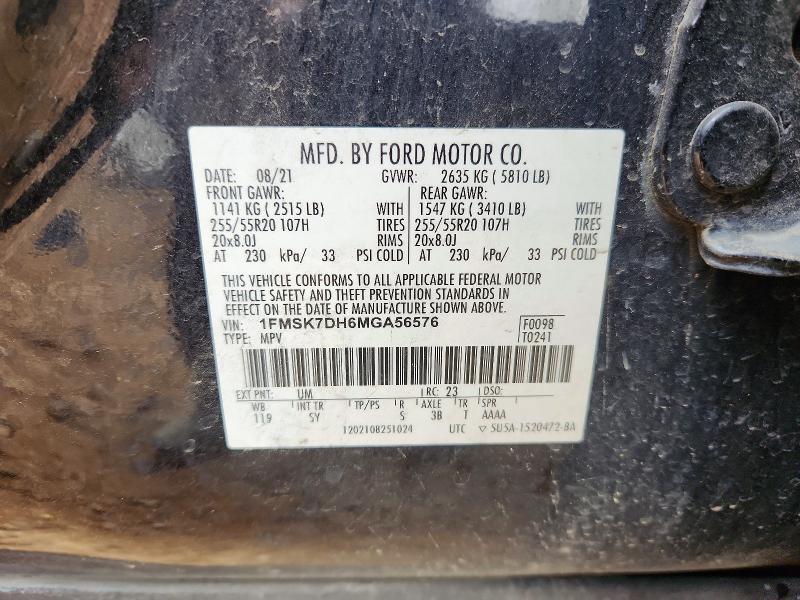 MFD. BY FORD MOTOR CO.
DATE: 08/21 GVWR: 2635 KG ( 5810 LB)
FRONT GAWR: REAR GAWR:
1141 KG ( 2515 LB) WITH 1547 KG ( 3410 LB) WITH
255/55R20 107H TIRES 255/55R20 107H TIRES
20x8.0J RIMS 20x8.0J RIMS
AT 230 kPa/ 33 PSI COLD AT 230 kPa/ 33 PSI COLD
THIS VEHICLE CONFORMS TO ALL APPLICABLE FEDERAL MOTOR
VEHICLE SAFETY AND THEFT PREVENTION STANDARDS IN
EFFECT ON THE DATE OF MANUFACTURE SHOWN ABOVE.
VIN: 1FMSK7DH6MGA56576 F0098
TYPE: MPV T0241
EXT PNT: UM RC: 23 DSO:
WB INT TR TP/PS R AXLE TR SPR
119 SY S 3B T AAAA
1202108251024 UTC ▽ 5U5A-1520472-BA